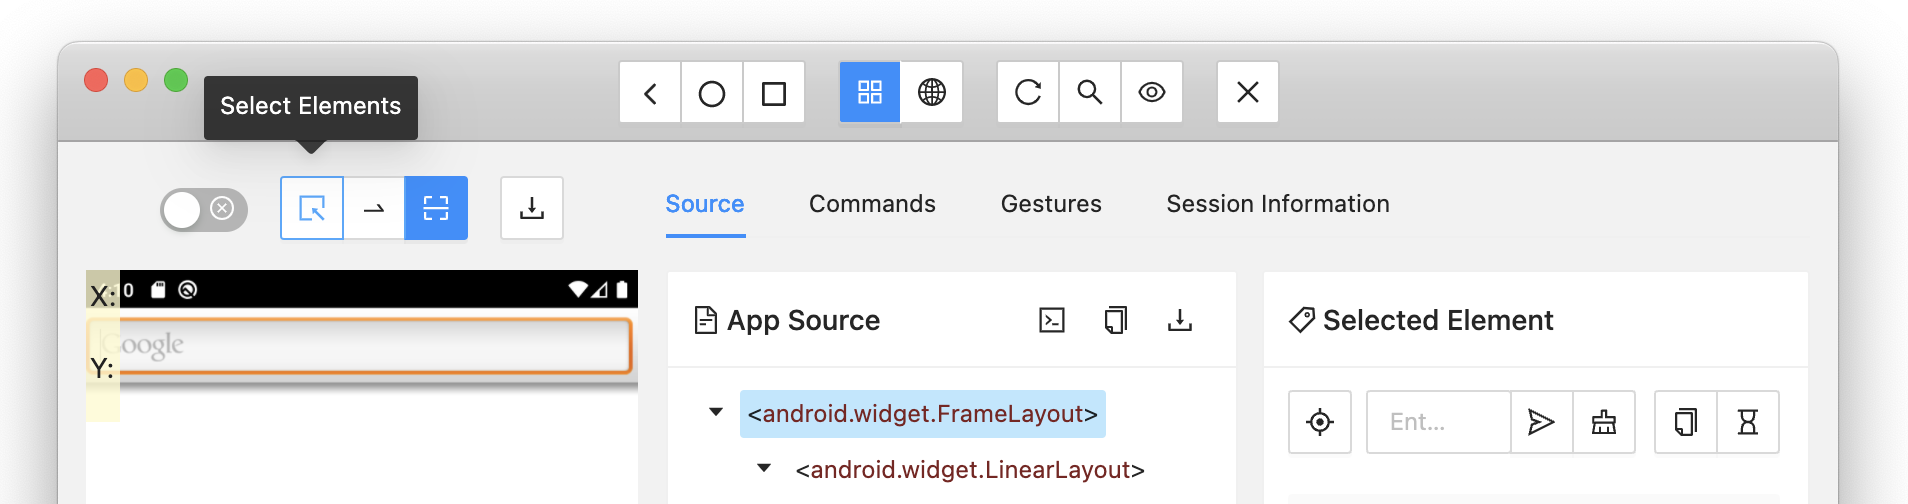 Select Elements
Source
Commands
Gestures
Session Information
X:
0
Google
Y:
App Source
<android.widget.FrameLayout>
<android.widget.LinearLayout>
Selected Element
Ent...